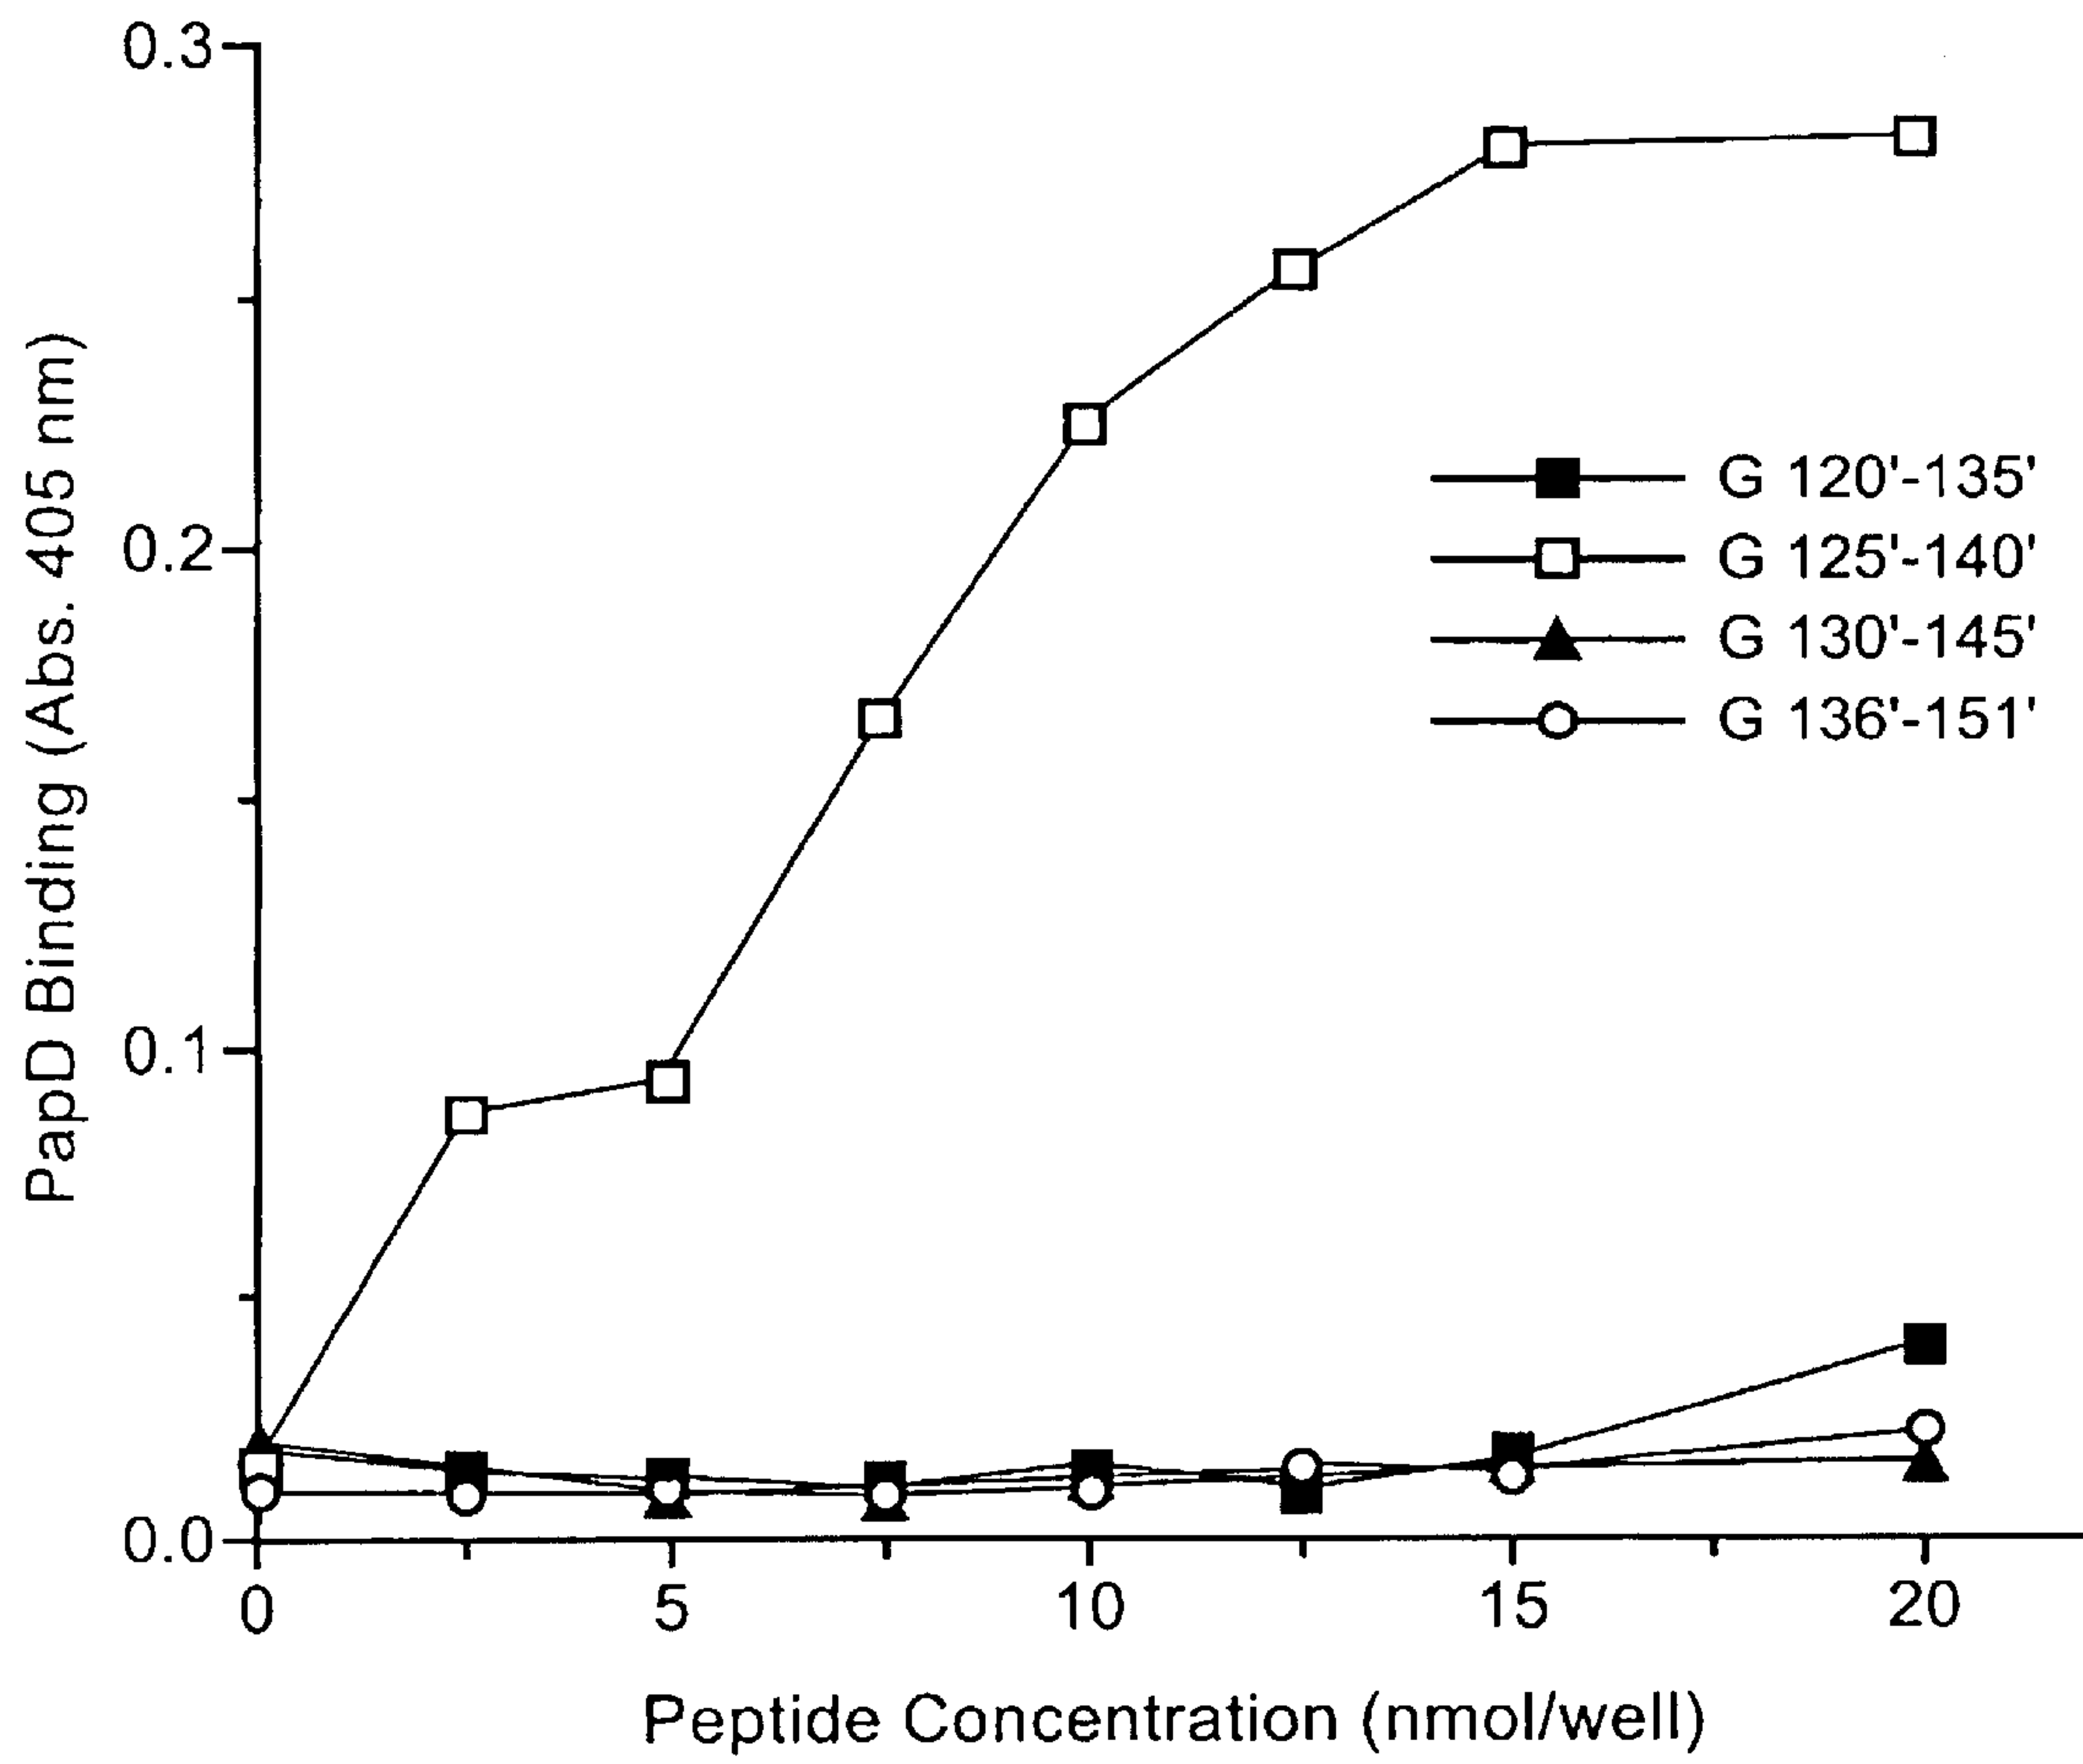 PapD Binding (Abs. 405 nm)
0.3
0.2
0.1
0.0
G 120'-135'
G 125'-140'
G 130'-145'
G 136'-151'
0 5 10 15 20
Peptide Concentration (nmol/well)